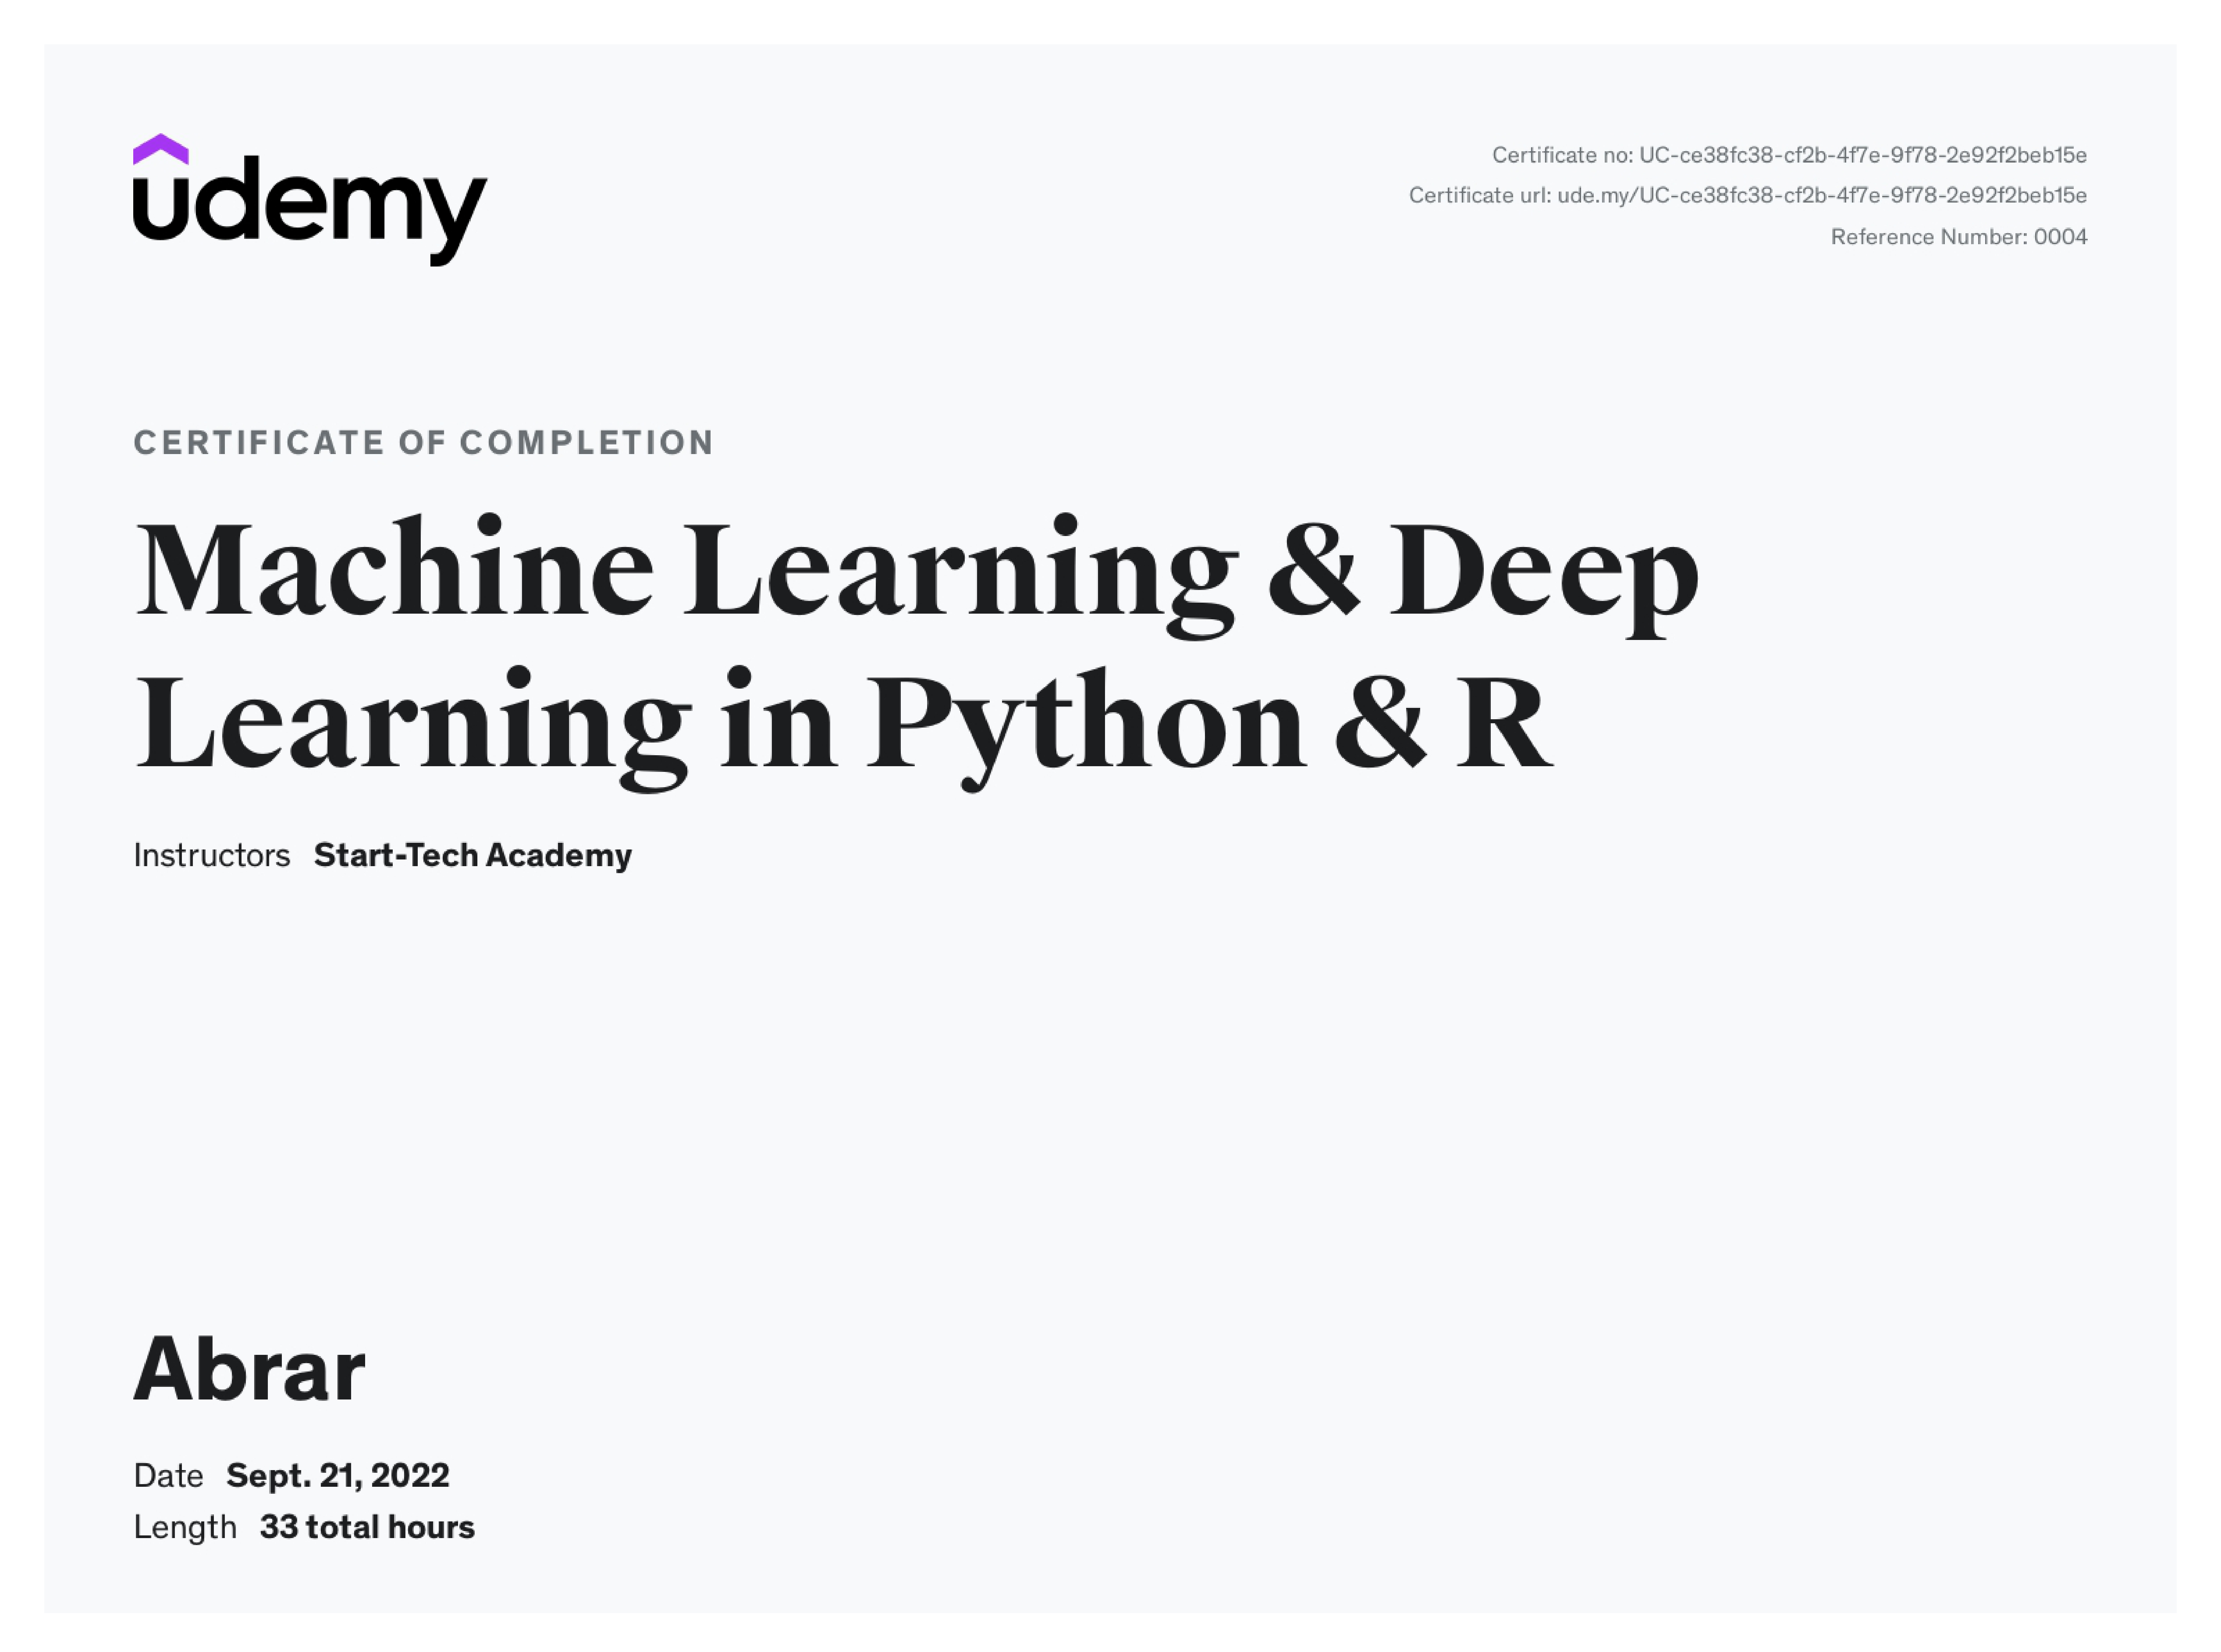 udemy
Certificate no: UC-ce38fc38-cf2b-4f7e-9f78-2e92f2beb15e
Certificate url: ude.my/UC-ce38fc38-cf2b-4f7e-9f78-2e92f2beb15e
Reference Number: 0004
CERTIFICATE OF COMPLETION
Machine Learning & Deep
Learning in Python & R
Instructors Start-Tech Academy
Abrar
Date Sept. 21, 2022
Length 33 total hours